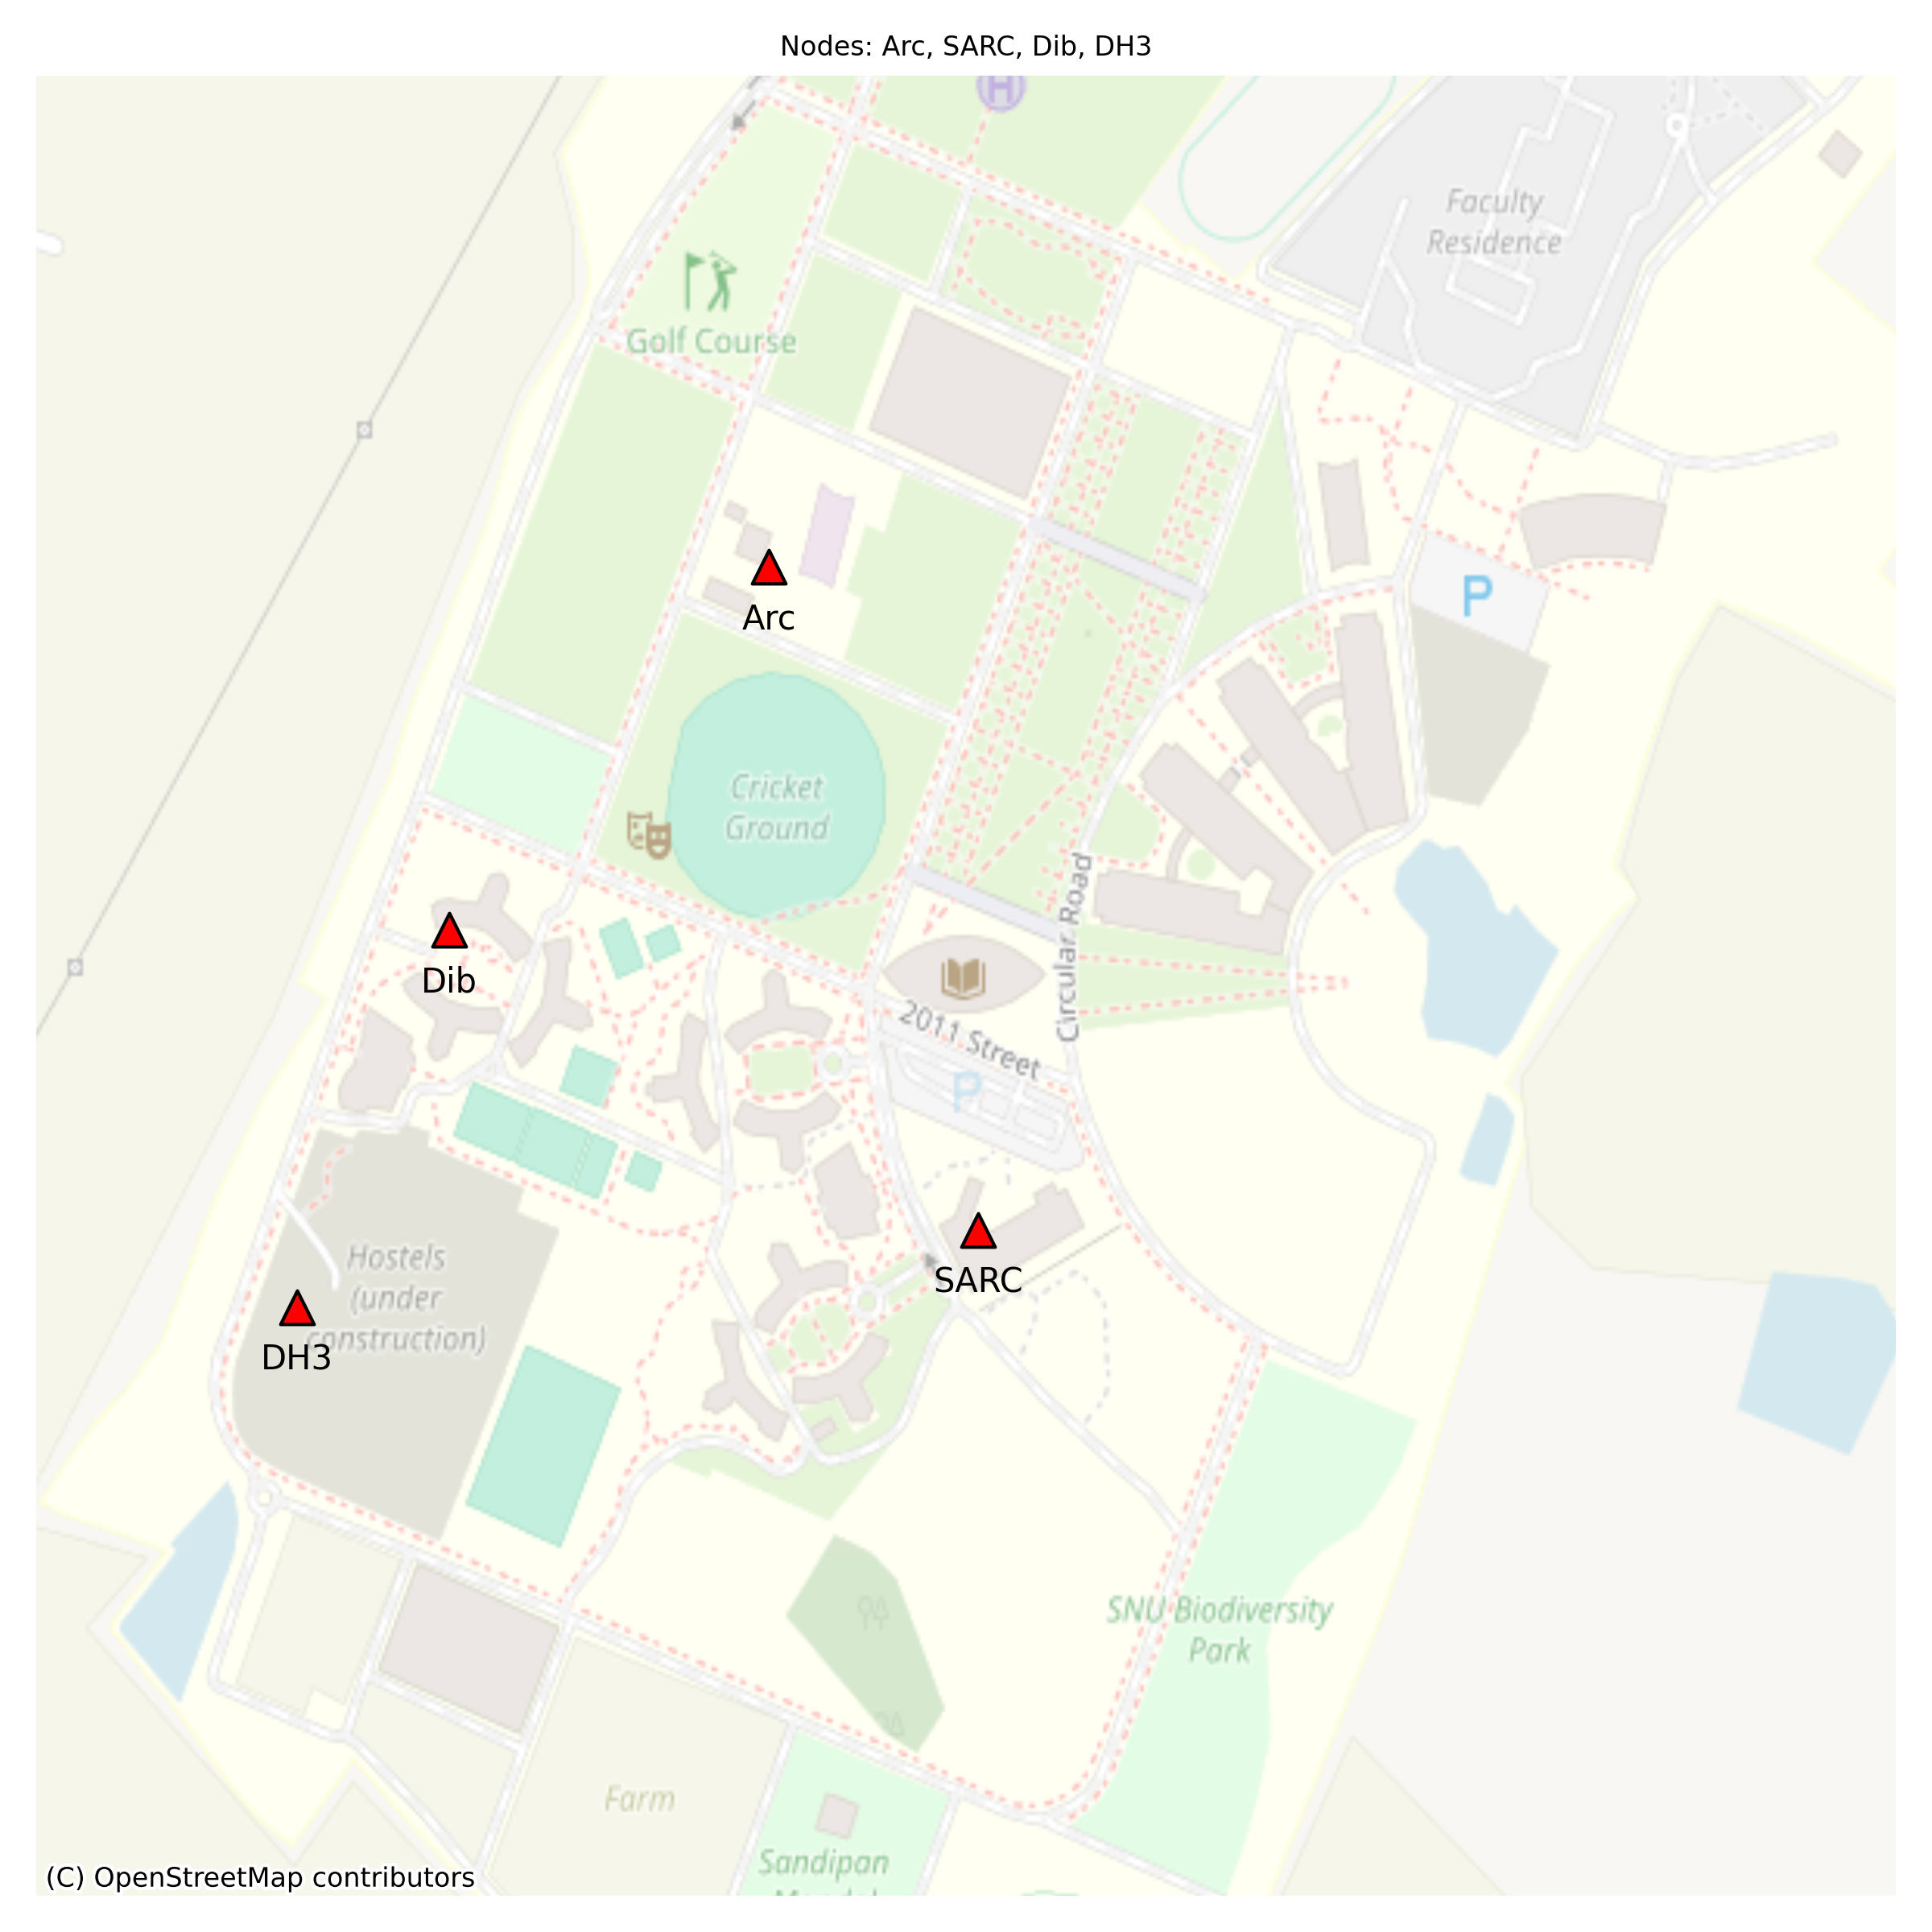 Nodes: Arc, SARC, Dib, DH3
H
Faculty
Residence
Golf Course
P
Arc
Cricket
Ground
Circular Road
Dib
2011 Street
P
SARC
Hostels
(under
construction)
DH3
SNU Biodiversity
Park
Farm
Sandipan
(C) OpenStreetMap contributors